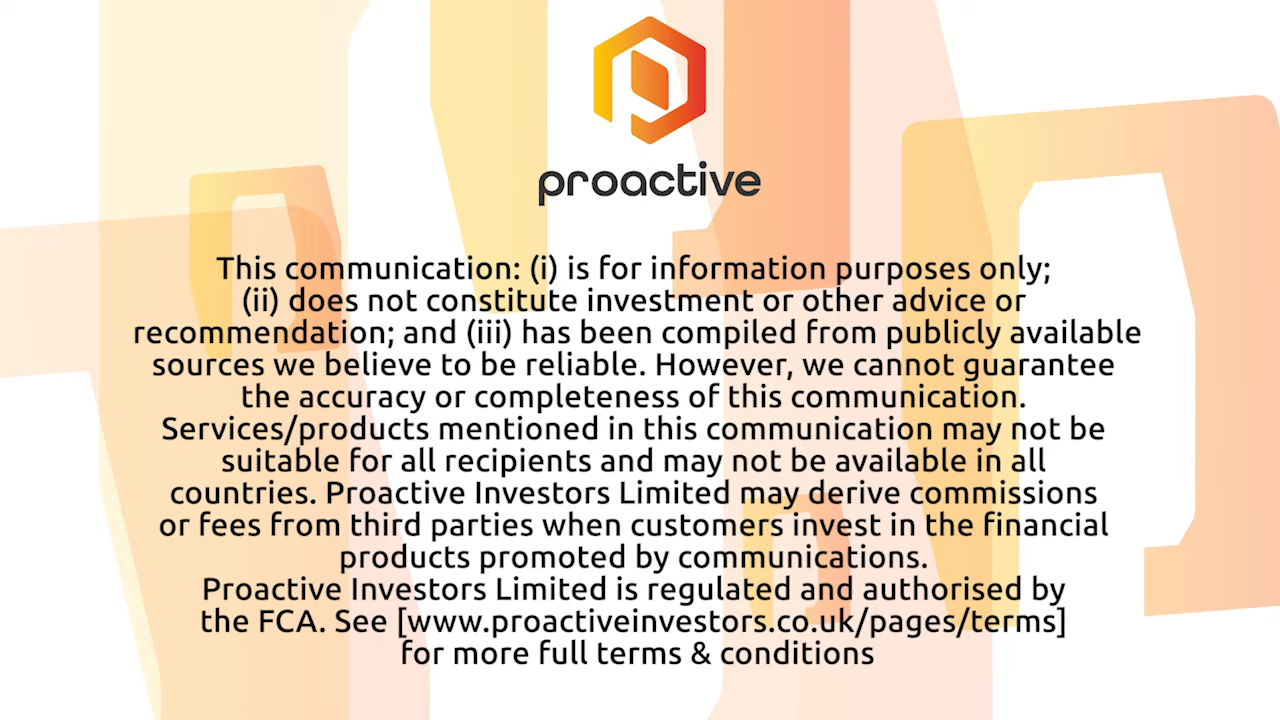 proactive
This communication: (i) is for information purposes only;
(ii) does not constitute investment or other advice or
recommendation; and (iii) has been compiled from publicly available
sources we believe to be reliable. However, we cannot guarantee
the accuracy or completeness of this communication.
Services/products mentioned in this communication may not be
suitable for all recipients and may not be available in all
countries. Proactive Investors Limited may derive commissions
or fees from third parties when customers invest in the financial
products promoted by communications.
Proactive Investors Limited is regulated and authorised by
the FCA. See [www.proactiveinvestors.co.uk/pages/terms]
for more full terms & conditions